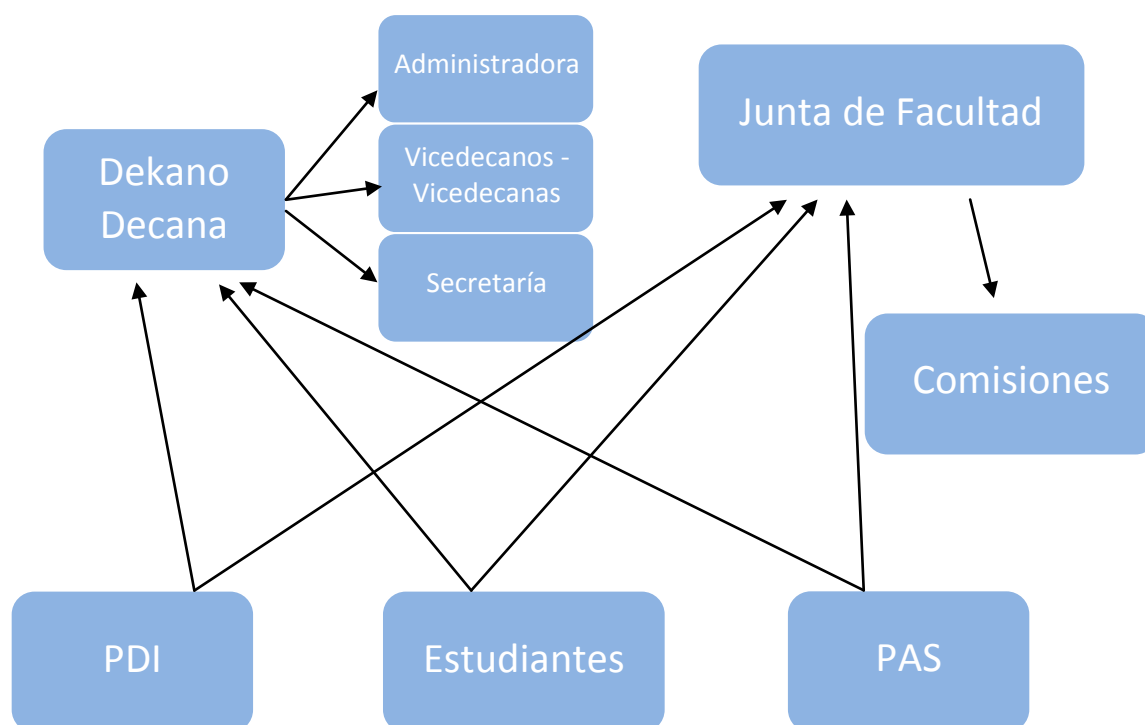 Administradora
Junta de Facultad
Dekano
Decana
Vicedecanos -
Vicedecanas
Secretaría
Comisiones
PDI
Estudiantes
PAS